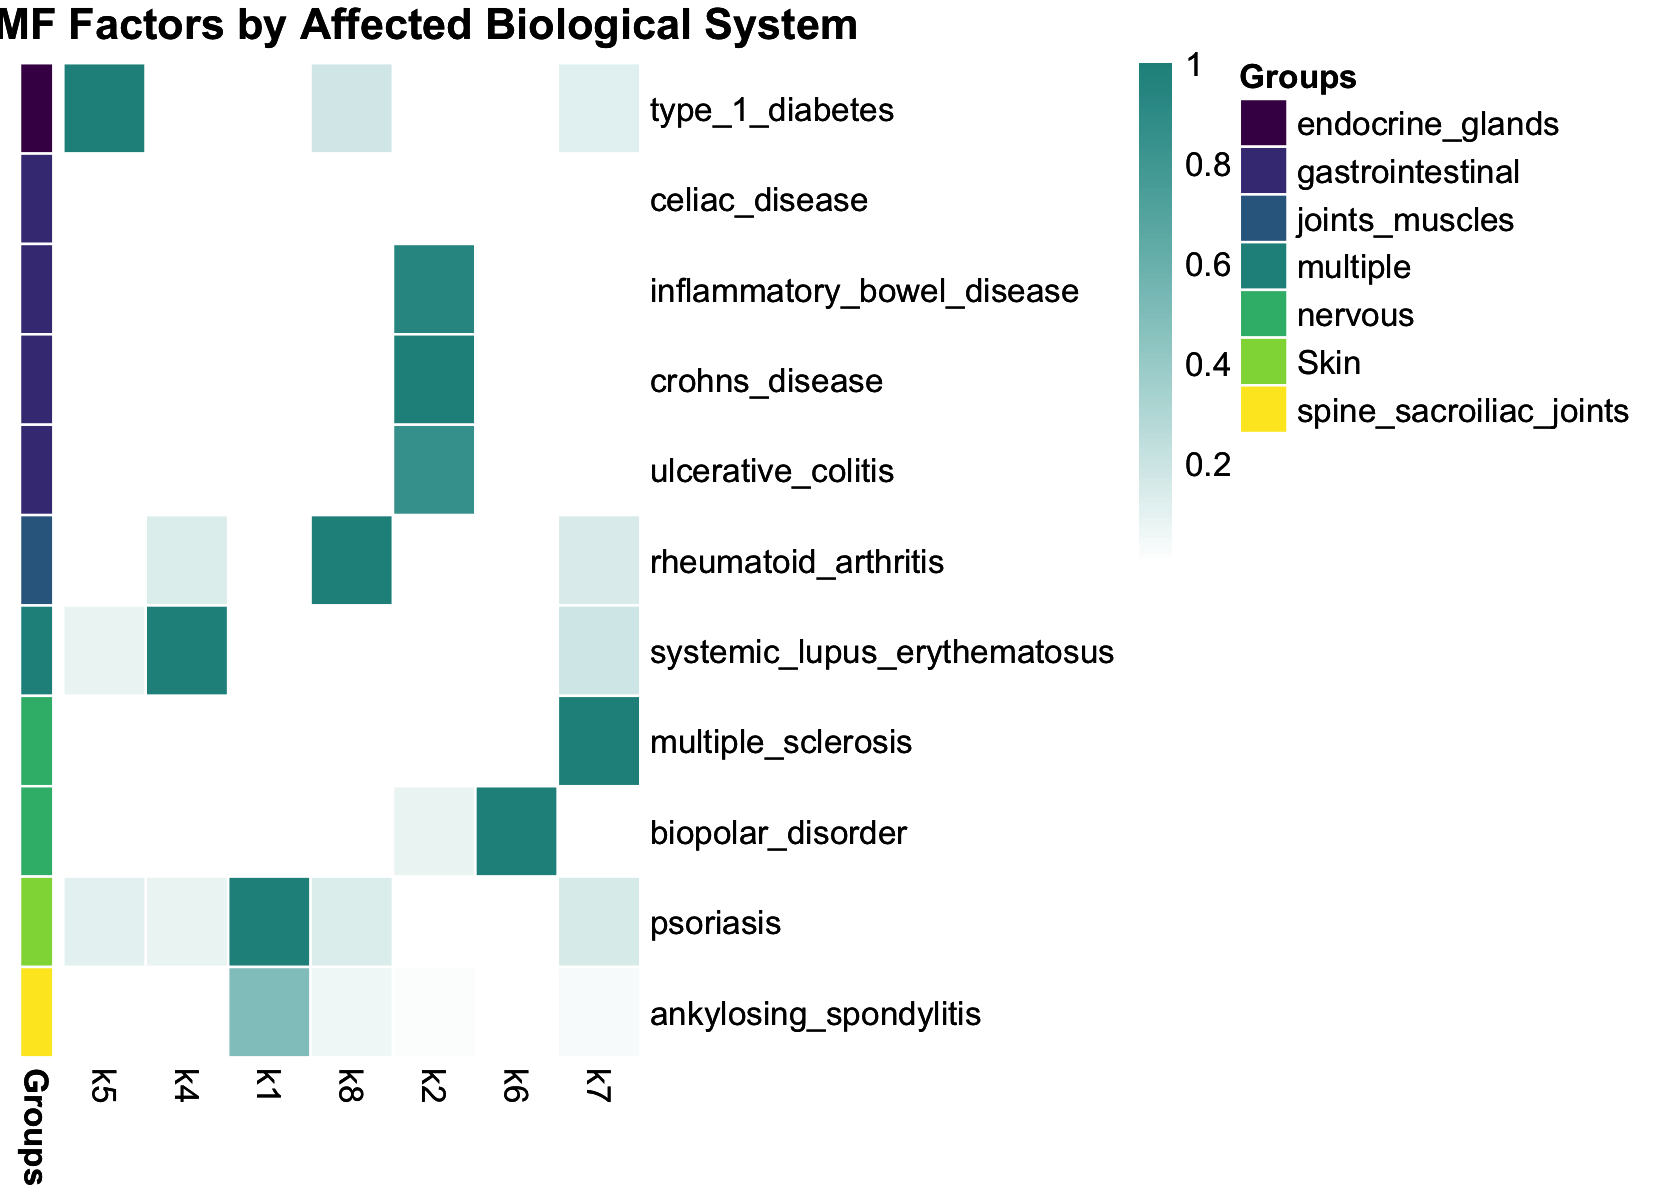 MF Factors by Affected Biological System
type_1_diabetes
celiac_disease
inflammatory_bowel_disease
crohns_disease
ulcerative_colitis
rheumatoid_arthritis
systemic_lupus_erythematosus
multiple_sclerosis
biopolar_disorder
psoriasis
ankylosing_spondylitis
Groups
k5
k4
k1
k8
k2
k6
k7
1
0.8
0.6
0.4
0.2
Groups
endocrine_glands
gastrointestinal
joints_muscles
multiple
nervous
Skin
spine_sacroiliac_joints